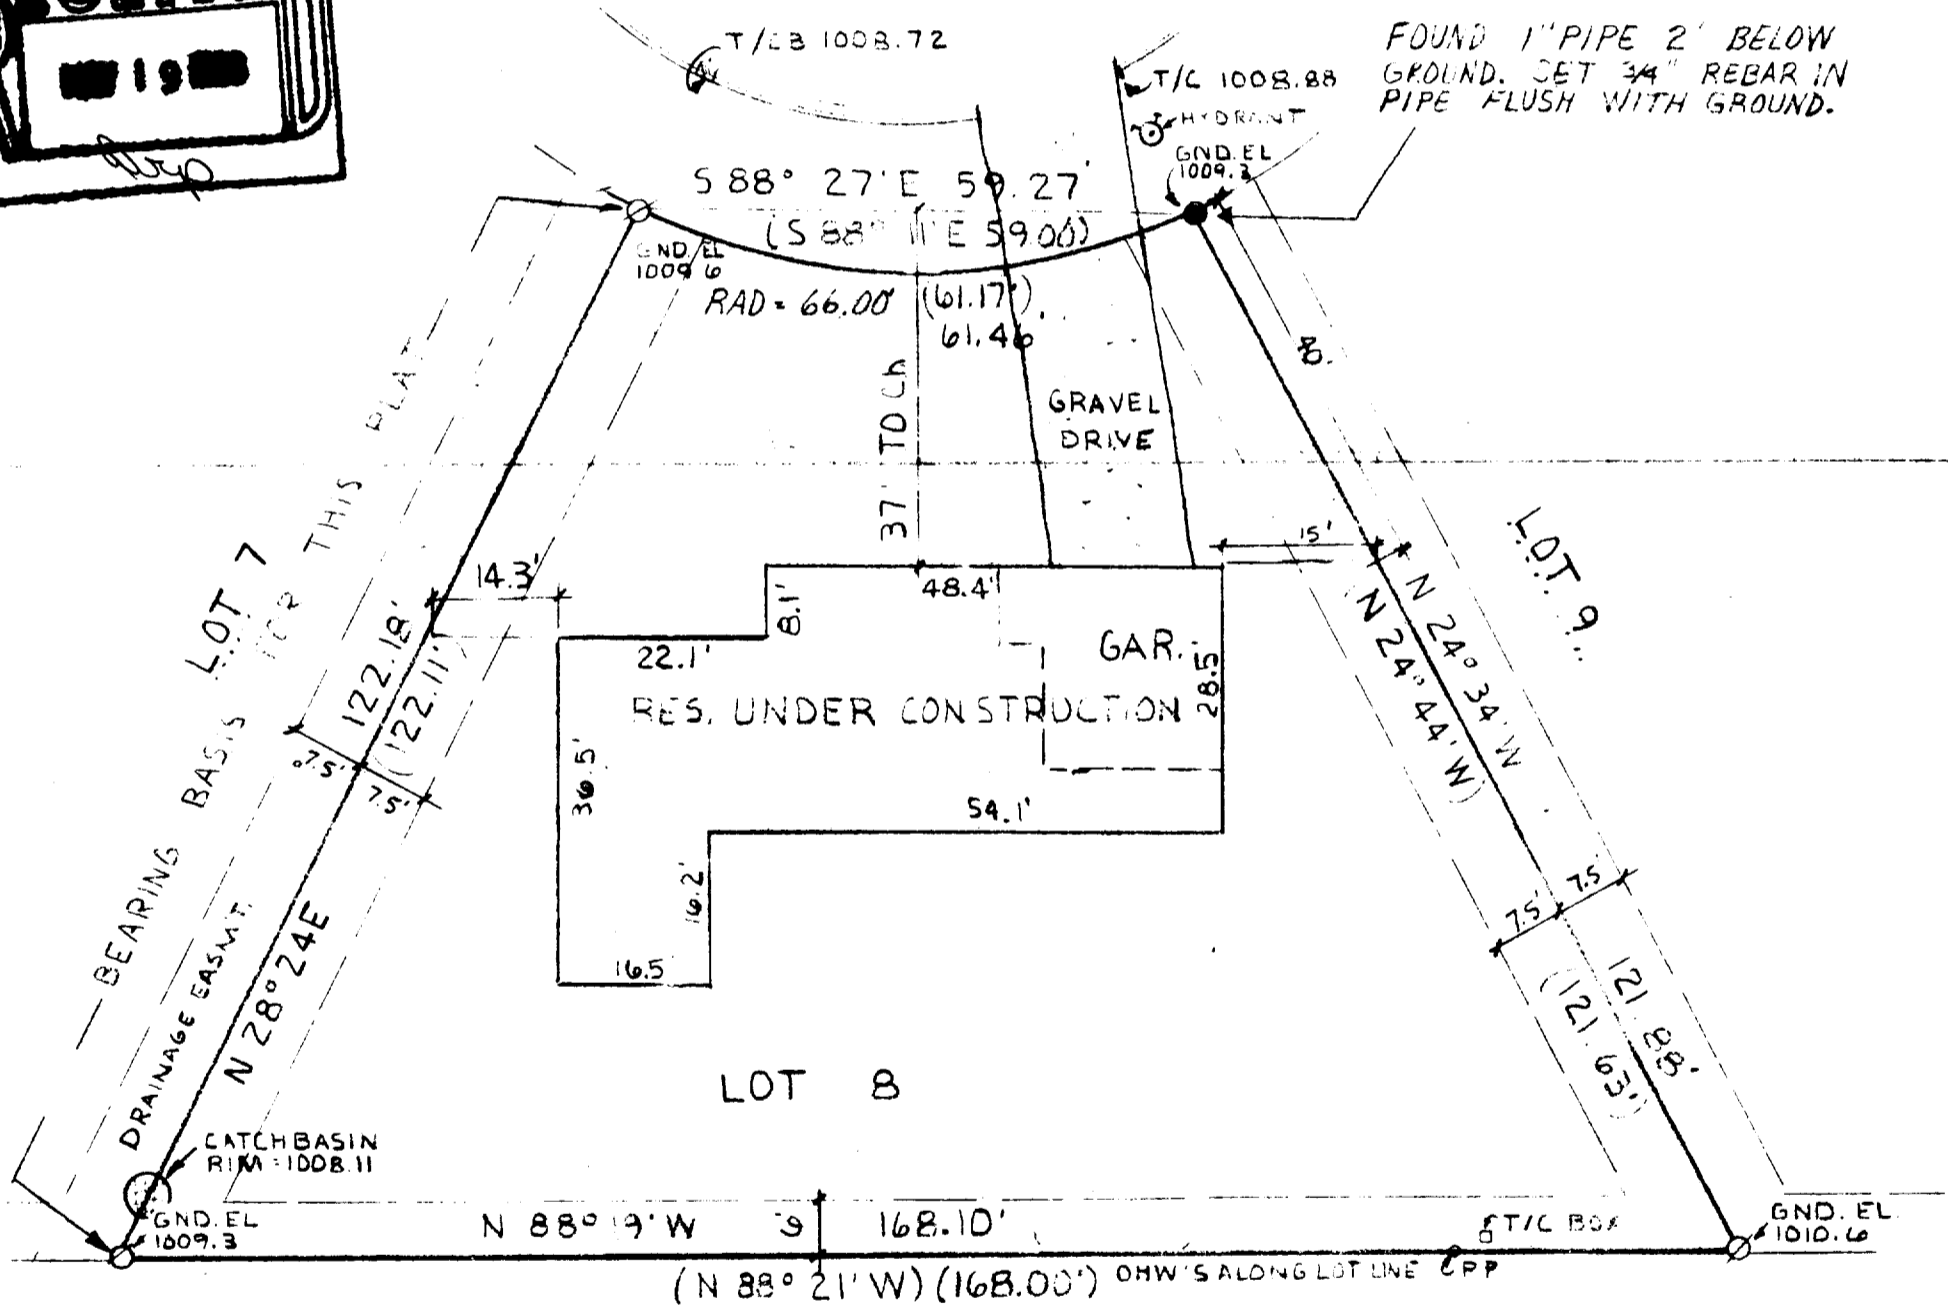 19
T/CB 1008.72
FOUND 1" PIPE 2' BELOW
GROUND. SET 3/4" REBAR IN
PIPE FLUSH WITH GROUND.
T/C 1008.88
HYDRANT
GND. EL
1009.3
S 88° 27' E 59.27'
(S 88° 11' E 59.00)
GND. EL
1009.6
RAD = 66.00' (61.17')
61.46'
37' TO Ch
GRAVEL
DRIVE
LOT 7
BEARING BASIS FOR THIS PLAT
14.3'
15'
LOT 9
48.4'
8.1'
22.1'
GAR.
28.5'
RES. UNDER CONSTRUCTION
122.18'
(122.11')
7.5'
7.5'
36.5'
54.1'
16.2'
16.5
N 24° 34' W
(N 24° 44' W)
7.5'
7.5'
121.88'
(121.63')
DRAINAGE EASMT.
N 28° 24 E
LOT 8
CATCH BASIN
RIM = 1008.11
GND. EL
1009.3
N 88° 19' W 9 168.10'
T/C BOX
GND. EL.
1010.6
(N 88° 21' W) (168.00') OHW'S ALONG LOT LINE PP